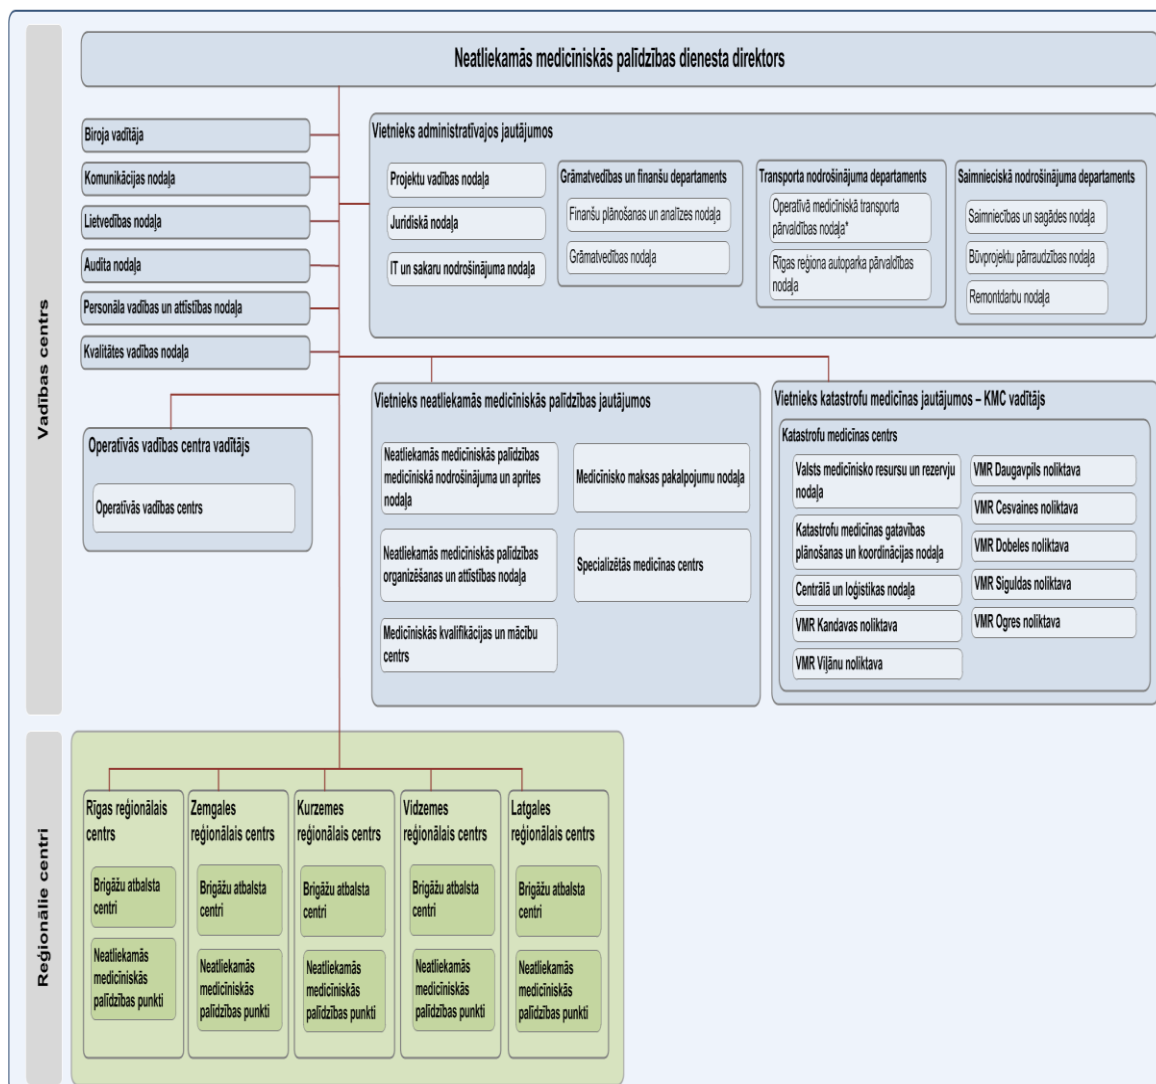 Neatliekamās medicīniskās palīdzības dienesta direktors
Vadības centrs
Biroja vadītāja
Komunikācijas nodaļa
Lietvedības nodaļa
Audita nodaļa
Personāla vadības un attīstības nodaļa
Kvalitātes vadības nodaļa
Vietnieks administratīvajos jautājumos
Projektu vadības nodaļa
Juridiskā nodaļa
IT un sakaru nodrošinājuma nodaļa
Grāmatvedības un finanšu departaments
Finanšu plānošanas un analīzes nodaļa
Grāmatvedības nodaļa
Transporta nodrošinājuma departaments
Operatīvā medicīniskā transporta
pārvaldības nodaļa*
Rīgas reģiona autoparka pārvaldības
nodaļa
Saimnieciskā nodrošinājuma departaments
Saimniecības un sagādes nodaļa
Būvprojektu pārraudzības nodaļa
Remontdarbu nodaļa
Operatīvās vadības centra vadītājs
Operatīvās vadības centrs
Vietnieks neatliekamās medicīniskās palīdzības jautājumos
Neatliekamās medicīniskās palīdzības
medicīniskā nodrošinājuma un aprites
nodaļa
Neatliekamās medicīniskās palīdzības
organizēšanas un attīstības nodaļa
Medicīniskās kvalifikācijas un mācību
centrs
Medicīnisko maksas pakalpojumu nodaļa
Specializētās medicīnas centrs
Vietnieks katastrofu medicīnas jautājumos – KMC vadītājs
Katastrofu medicīnas centrs
Valsts medicīnisko resursu un rezervju
nodaļa
Katastrofu medicīnas gatavības
plānošanas un koordinācijas nodaļa
Centrālā un loģistikas nodaļa
VMR Kandavas noliktava
VMR Viļānu noliktava
VMR Daugavpils noliktava
VMR Cesvaines noliktava
VMR Dobeles noliktava
VMR Siguldas noliktava
VMR Ogres noliktava
Reģionālie centri
Rīgas reģionālais
centrs
Brigāžu atbalsta
centri
Neatliekamās
medicīniskās
palīdzības punkti
Zemgales
reģionālais centrs
Brigāžu atbalsta
centri
Neatliekamās
medicīniskās
palīdzības punkti
Kurzemes
reģionālais centrs
Brigāžu atbalsta
centri
Neatliekamās
medicīniskās
palīdzības punkti
Vidzemes
reģionālais centrs
Brigāžu atbalsta
centri
Neatliekamās
medicīniskās
palīdzības punkti
Latgales
reģionālais centrs
Brigāžu atbalsta
centri
Neatliekamās
medicīniskās
palīdzības punkti